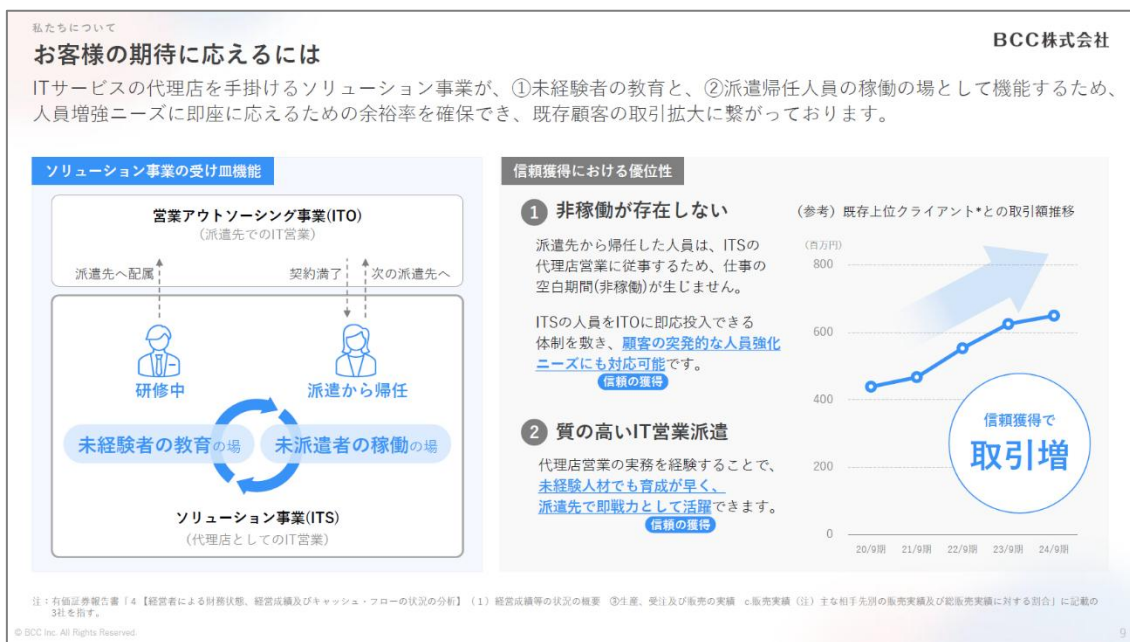 私たちについて
お客様の期待に応えるには
BCC株式会社
ITサービスの代理店を手掛けるソリューション事業が、①未経験者の教育と、②派遣帰任人員の稼働の場として機能するため、
人員増強ニーズに即座に応えるための余裕率を確保でき、既存顧客の取引拡大に繋がっております。
ソリューション事業の受け皿機能
営業アウトソーシング事業(ITO)
(派遣先でのIT営業)
派遣先へ配属
契約満了
次の派遣先へ
研修中
派遣から帰任
未経験者の教育の場
未派遣者の稼働の場
ソリューション事業(ITS)
(代理店としてのIT営業)
信頼獲得における優位性
1 非稼働が存在しない
派遣先から帰任した人員は、ITSの
代理店営業に従事するため、仕事の
空白期間(非稼働)が生じません。
ITSの人員をITOに即応投入できる
体制を敷き、顧客の突発的な人員強化
ニーズにも対応可能です。
信頼の獲得
2 質の高いIT営業派遣
代理店営業の実務を経験することで、
未経験人材でも育成が早く、
派遣先で即戦力として活躍できます。
信頼の獲得
(参考) 既存上位クライアント*との取引額推移
(百万円)
800
600
400
200
0
20/9期 21/9期 22/9期 23/9期 24/9期
信頼獲得で
取引増
注：有価証券報告書「4【経営者による財務状態、経営成績及びキャッシュ・フローの状況の分析】(1) 経営成績等の状況の概要 ③生産、受注及び販売の実績 c.販売実績 (注) 主な相手先別の販売実績及び総販売実績に対する割合」に記載の
3社を指す。
© BCC Inc. All Rights Reserved.
9